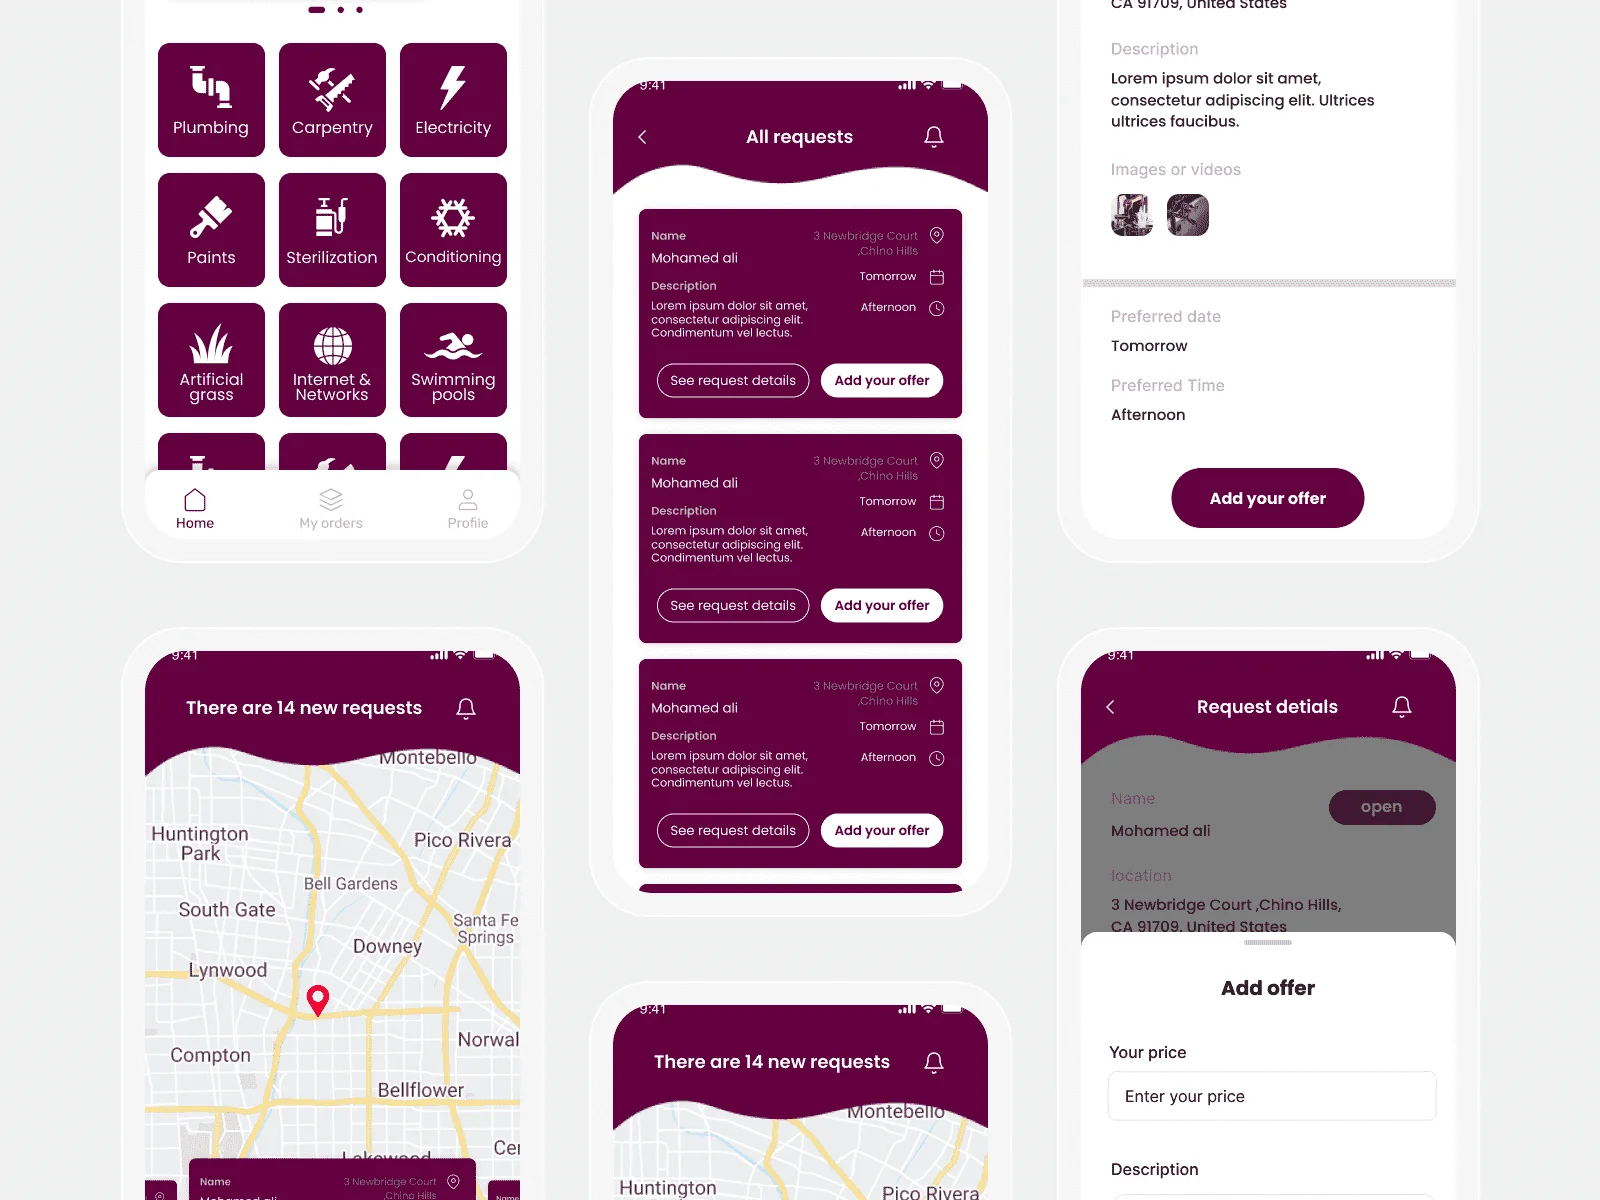 Plumbing
Carpentry
Electricity
Paints
Sterilization
Conditioning
Artificial
grass
Internet &
Networks
Swimming
pools
Home
My orders
Profile
9:41
There are 14 new requests
Montebello
Huntington
Park
Pico Rivera
Bell Gardens
South Gate
Santa Fe
Springs
Downey
Lynwood
Norwal
Compton
Bellflower
Cer
Lakewood
Name
3 Newbridge Court
,Chino Hills
Mohamed ali
Name
9:41
All requests
Name
Mohamed ali
Description
Lorem ipsum dolor sit amet,
consectetur adipiscing elit.
Condimentum vel lectus.
3 Newbridge Court
,Chino Hills
Tomorrow
Afternoon
See request details
Add your offer
Name
Mohamed ali
Description
Lorem ipsum dolor sit amet,
consectetur adipiscing elit.
Condimentum vel lectus.
3 Newbridge Court
,Chino Hills
Tomorrow
Afternoon
See request details
Add your offer
Name
Mohamed ali
Description
Lorem ipsum dolor sit amet,
consectetur adipiscing elit.
Condimentum vel lectus.
3 Newbridge Court
,Chino Hills
Tomorrow
Afternoon
See request details
Add your offer
9:41
There are 14 new requests
Montebello
Huntington
Pico Rivera
CA 91709, United States
Description
Lorem ipsum dolor sit amet,
consectetur adipiscing elit. Ultrices
ultrices faucibus.
Images or videos
Preferred date
Tomorrow
Preferred Time
Afternoon
Add your offer
9:41
Request detials
Name
open
Mohamed ali
location
3 Newbridge Court ,Chino Hills,
CA 91709, United States
Add offer
Your price
Enter your price
Description